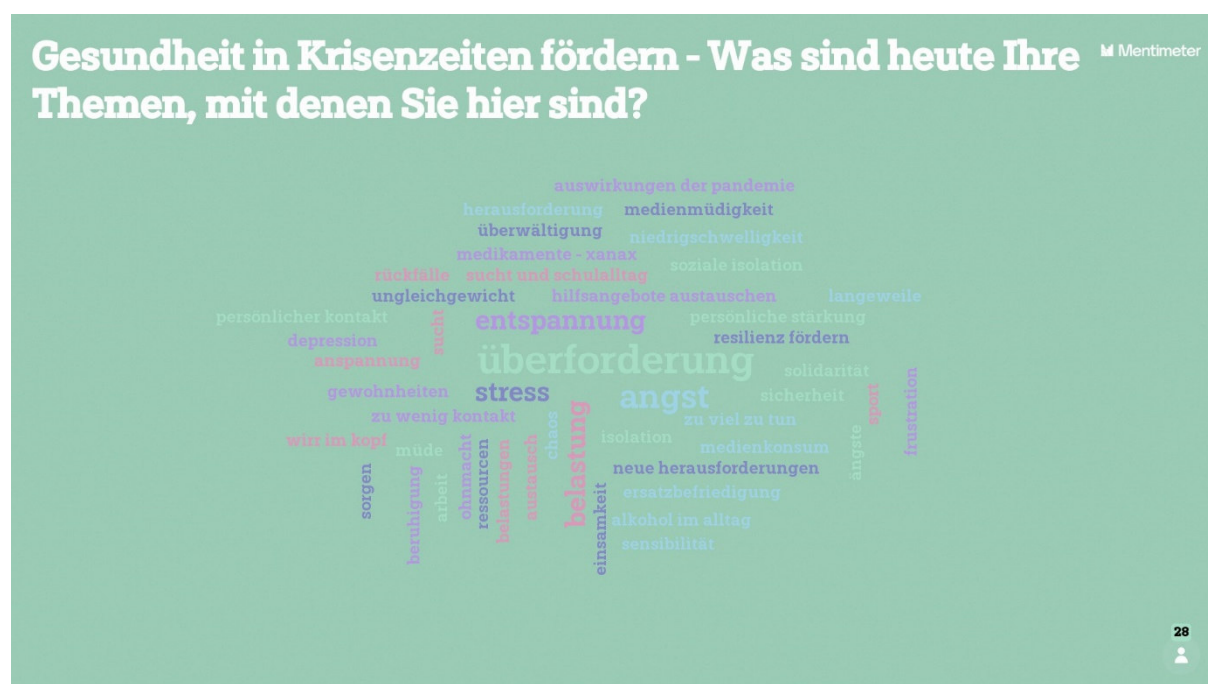 Gesundheit in Krisenzeiten fördern - Was sind heute Ihre
Themen, mit denen Sie hier sind?
Mentimeter
auswirkungen der pandemie
herausforderung
medienmüdigkeit
überwältigung
niedrigschwelligkeit
medikamente - xanax
soziale isolation
rückfälle
sucht und schulalltag
ungleichgewicht
hilfsangebote austauschen
langeweile
persönlicher kontakt
sucht
entspannung
persönliche stärkung
depression
resilienz fördern
anspannung
überforderung
solidarität
gewohnheiten
stress
angst
sicherheit
sport
frustration
zu wenig kontakt
zu viel zu tun
wirr im kopf
müde
chaos
belastung
isolation
medienkonsum
ängste
sorgen
beruhigung
arbeit
ohnmacht
ressourcen
belastungen
austausch
einsamkeit
neue herausforderungen
ersatzbefriedigung
alkohol im alltag
sensibilität
28